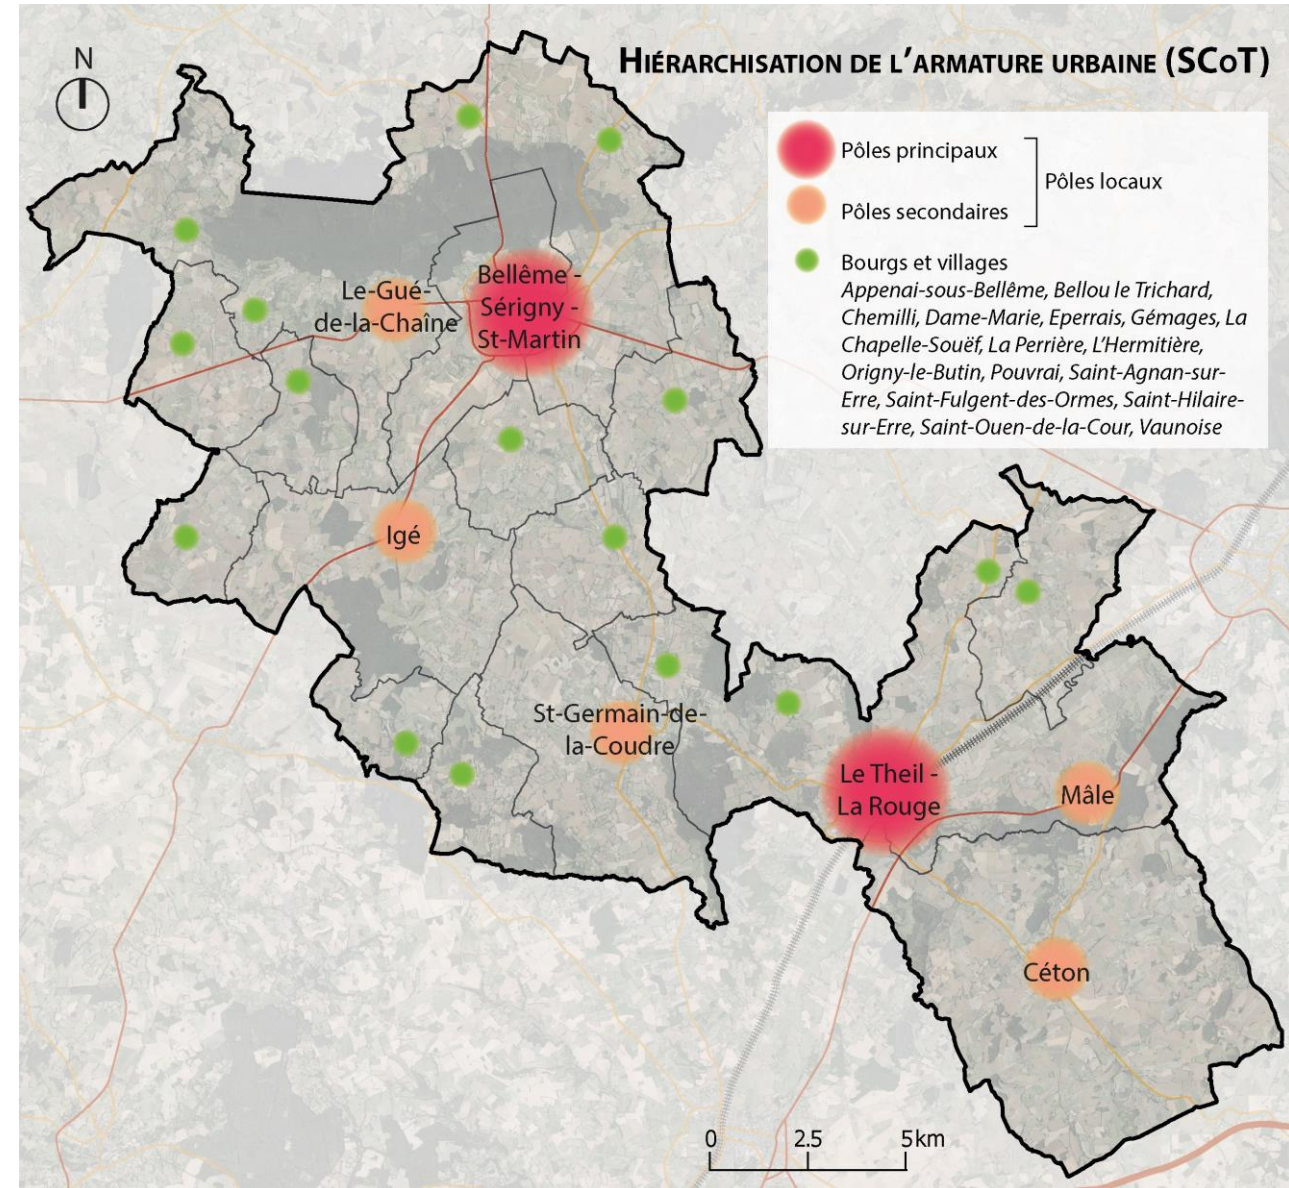 N
HIÉRARCHISATION DE L'ARMATURE URBAINE (SCOT)
Pôles principaux
Pôles secondaires
Pôles locaux
Bourgs et villages
Appenai-sous-Bellême, Bellou le Trichard,
Chemilli, Dame-Marie, Eperrais, Gémages, La
Chapelle-Souëf, La Perrière, L'Hermitière,
Origny-le-Butin, Pouvrai, Saint-Agnan-sur-
Erre, Saint-Fulgent-des-Ormes, Saint-Hilaire-
sur-Erre, Saint-Ouen-de-la-Cour, Vaunoise
Le-Gué-
de-la-Chaîne
Bellême -
Sérigny -
St-Martin
Igé
St-Germain-de-
la-Coudre
Le Theil -
La Rouge
Mâle
Céton
0 2.5 5km